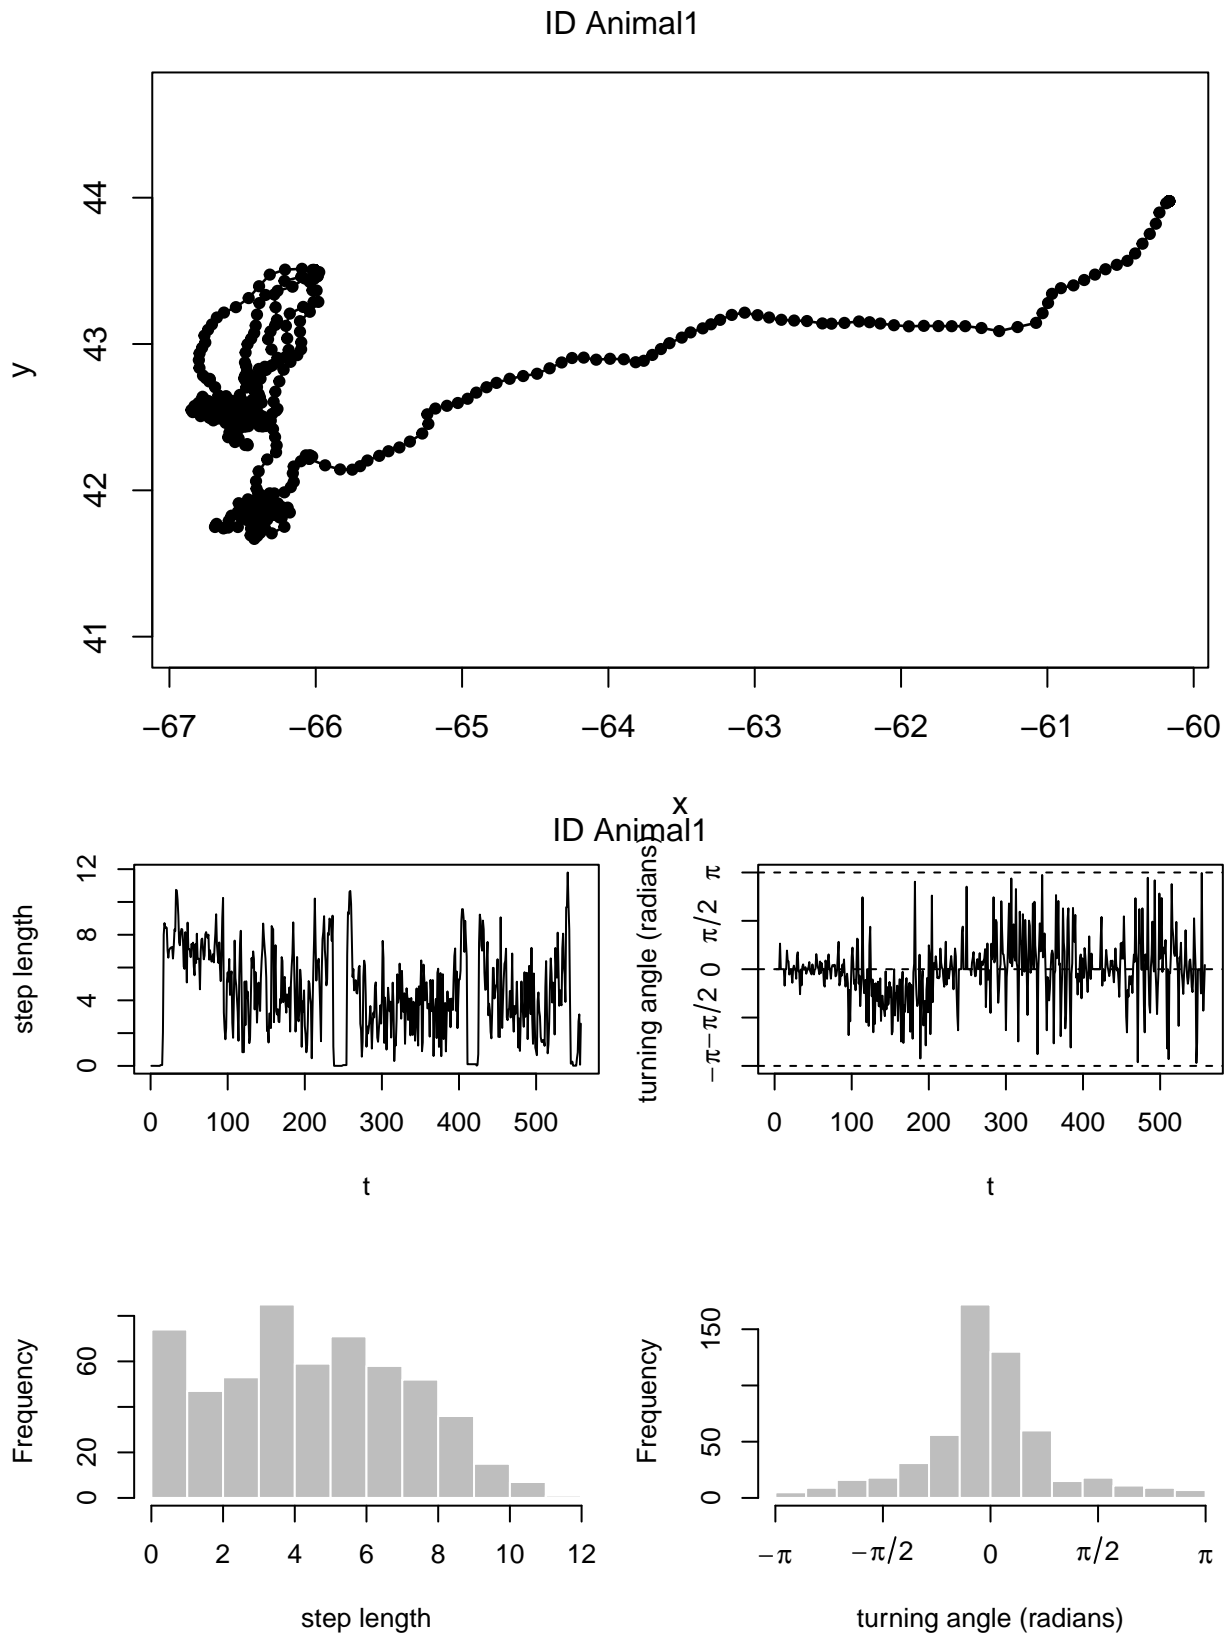 ID Animal1
y
44
43
42
41
−67 −66 −65 −64 −63 −62 −61 −60
x
ID Animal1
step length
12
8
4
0
0 100 200 300 400 500
t
turning angle (radians)
π
π/2
0
−π/2
−π
0 100 200 300 400 500
t
Frequency
60
20
0
0 2 4 6 8 10 12
step length
Frequency
150
50
0
−π −π/2 0 π/2 π
turning angle (radians)